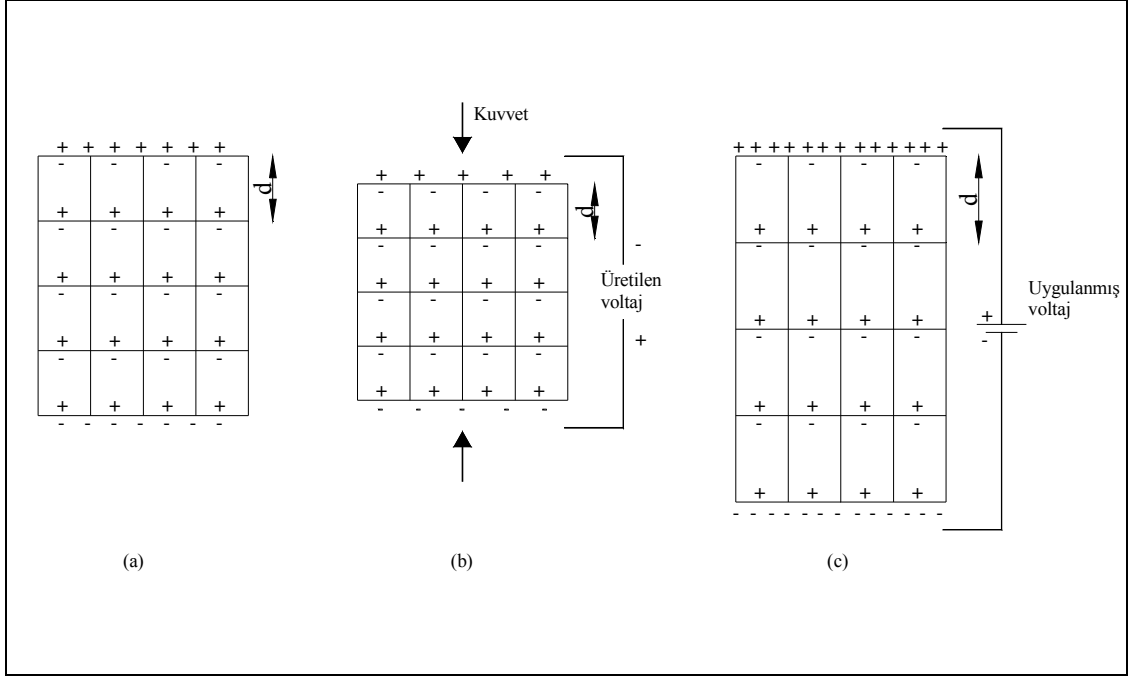 Kuvvet
+ + + + + + +
- - - -
d
+ + + +
- - - -
+ + + +
- - - -
+ + + +
- - - -
+ + + +
- - - - - - -
(a)
+ + + + +
- - - -
d
+ + + +
- - - -
+ + + +
- - - -
+ + + +
- - - -
+ + + +
- - - - -
-
Üretilen
voltaj
+
(b)
+ + + + + + + + + + + + +
- - - -
d
+ + + +
- - - -
+ + + +
- - - -
+ + + +
- - - -
+ + + +
- - - - - - - - - - - - -
+
-
Uygulanmış
voltaj
(c)